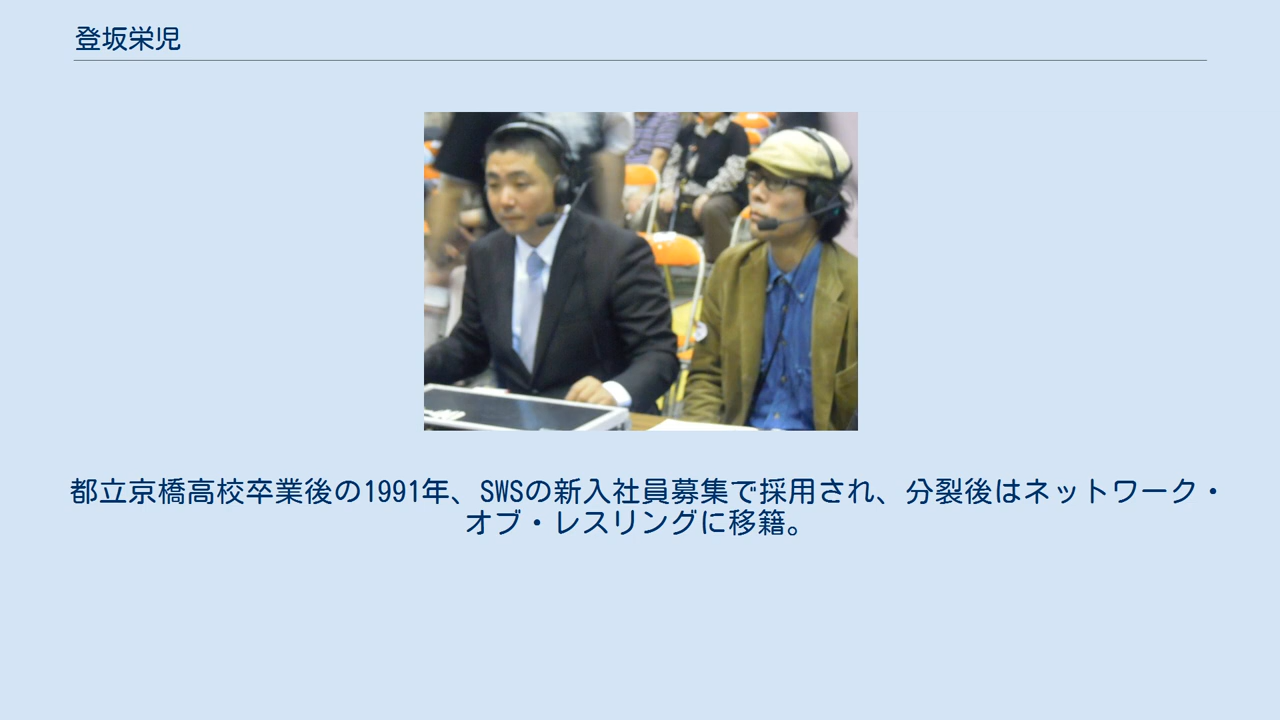 登坂栄児
都立京橋高校卒業後の1991年、SWSの新入社員募集で採用され、分裂後はネットワーク・
オブ・レスリングに移籍。